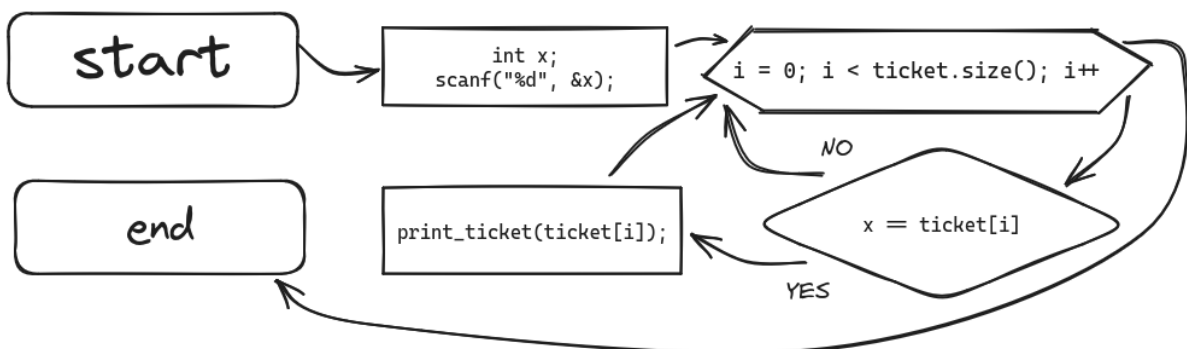 start
int x;
scanf("%d", &x);
i = 0; i < ticket.size(); i++
NO
x == ticket[i]
YES
print_ticket(ticket[i]);
end